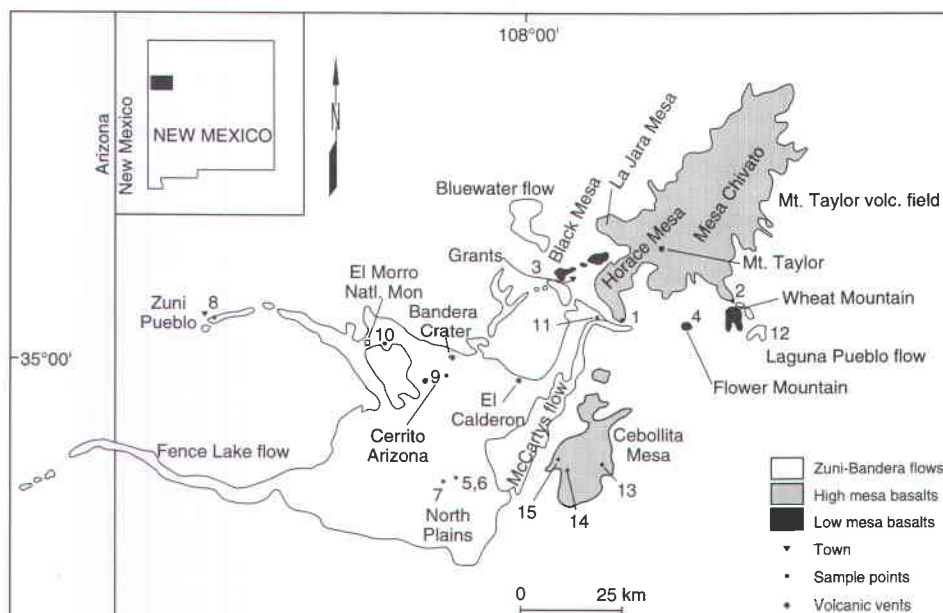 108°00'
Arizona
New Mexico
NEW MEXICO
N
Bluewater flow
Black Mesa
La Jara Mesa
Horace Mesa
Mesa Chivato
Mt. Taylor volc. field
Mt. Taylor
Grants
3
El Morro
Natl. Mon
Bandera
Crater
Zuni
Pueblo
8
10
11
1
2
Wheat Mountain
4
12
Laguna Pueblo flow
Flower Mountain
35°00'
9
El
Calderon
Cerrito
Arizona
McCartys flow
Cebollita
Mesa
Fence Lake flow
7
5,6
North
Plains
15
14
13
Zuni-Bandera flows
High mesa basalts
Low mesa basalts
Town
Sample points
Volcanic vents
0 25 km